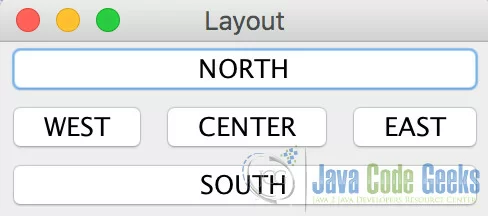 Layout
NORTH
WEST CENTER EAST
SOUTH
Java Code Geeks
JAVA 2 JAVA DEVELOPERS RESOURCE CENTER